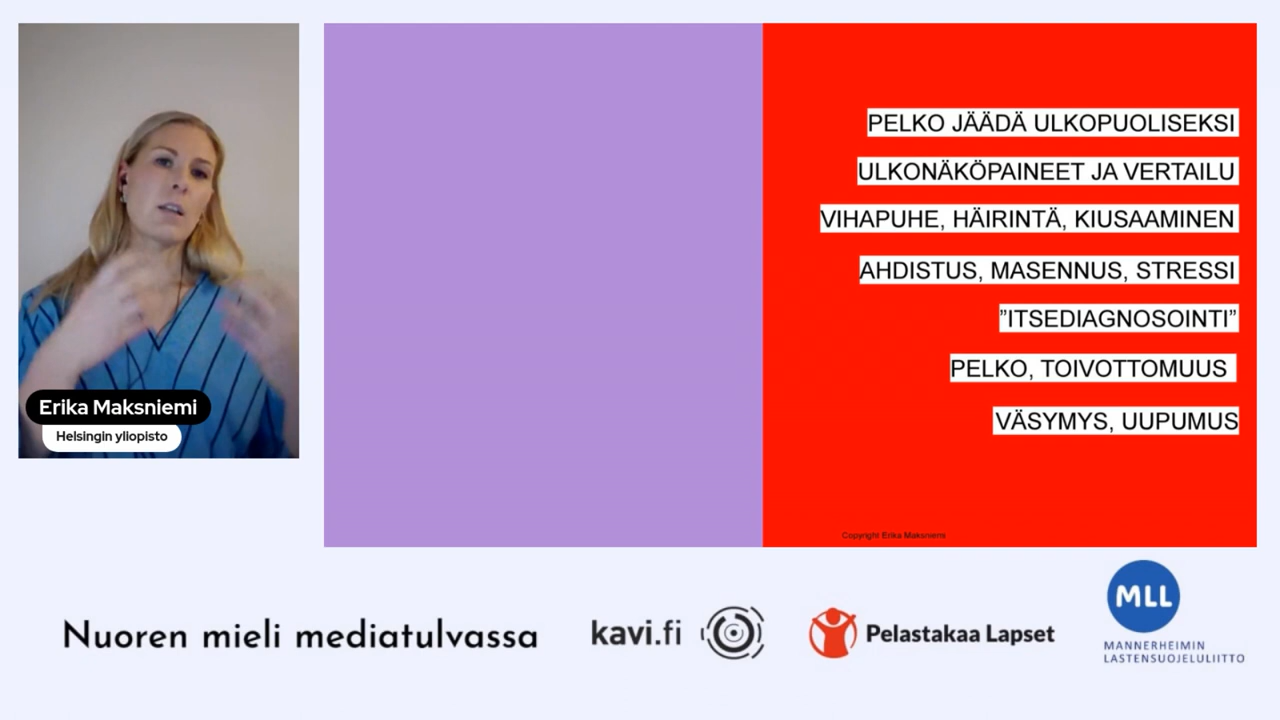 PELKO JÄÄDÄ ULKOPUOLISEKSI
ULKONÄKÖPAINEET JA VERTAILU
VIHAPUHE, HÄIRINTÄ, KIUSAAMINEN
AHDISTUS, MASENNUS, STRESSI
”ITSEDIAGNOSOINTI”
PELKO, TOIVOTTOMUUS
VÄSYMYS, UUPUMUS
Copyright Erika Maksniemi
Erika Maksniemi
Helsingin yliopisto
Nuoren mieli mediatulvassa
kavi.fi
Pelastakaa Lapset
MLL
MANNERHEIMIN
LASTENSUOJELULIITTO